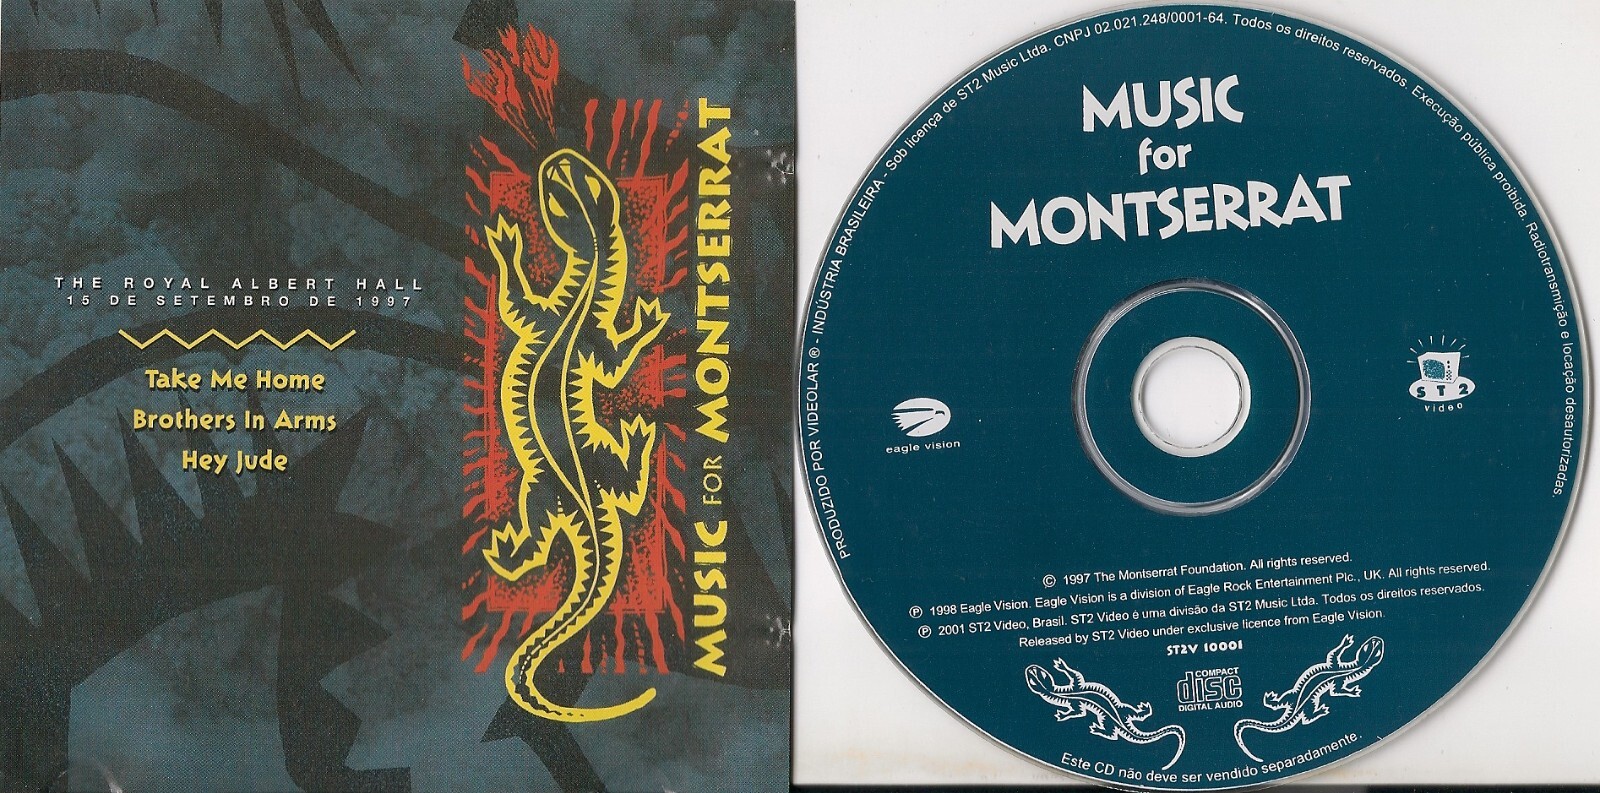 THE ROYAL ALBERT HALL
15 DE SETEMBRO DE 1997
Take Me Home
Brothers In Arms
Hey Jude
MUSIC FOR MONTSERRAT
PRODUZIDO POR VIDEOLAR ® - INDÚSTRIA BRASILEIRA - Sob licença de ST2 Music Ltda. CNPJ 02.021.248/0001-64. Todos os direitos reservados. Execução pública proibida. Radiotransmição e locação desautorizadas.
MUSIC
for
MONTSERRAT
eagle vision
ST2
video
© 1997 The Montserrat Foundation. All rights reserved.
℗ 1998 Eagle Vision. Eagle Vision is a division of Eagle Rock Entertainment Plc., UK. All rights reserved.
℗ 2001 ST2 Video, Brasil. ST2 Video é uma divisão da ST2 Music Ltda. Todos os direitos reservados.
Released by ST2 Video under exclusive licence from Eagle Vision.
ST2V 10001
COMPACT
disc
DIGITAL AUDIO
Este CD não deve ser vendido separadamente.